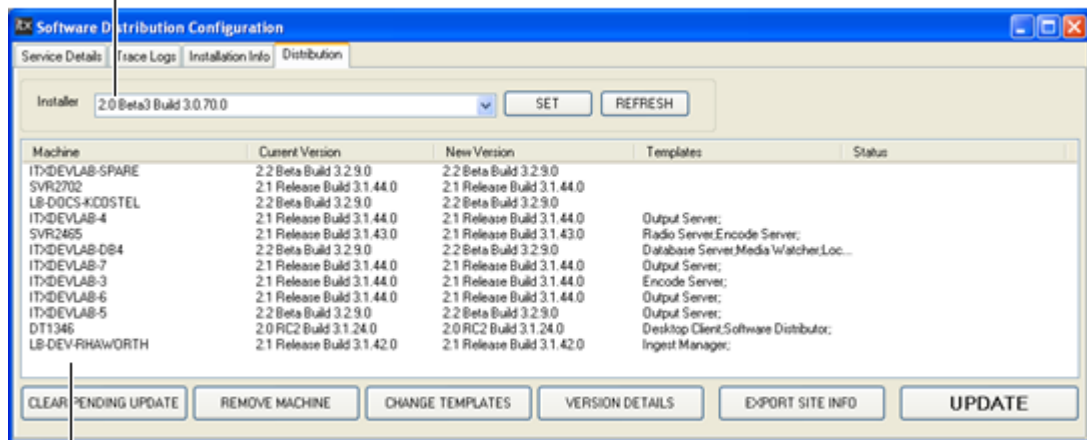 Software Distribution Configuration
Service Details Trace Logs Installation Info Distribution
Installer 2.0 Beta3 Build 3.0.70.0 SET REFRESH
Machine Current Version New Version Templates Status
ITXDEVLAB-SPARE 2.2 Beta Build 3.2.9.0 2.2 Beta Build 3.2.9.0
SVR2702 2.1 Release Build 3.1.44.0 2.1 Release Build 3.1.44.0
LB-DOCS-KCOSTEL 2.2 Beta Build 3.2.9.0 2.2 Beta Build 3.2.9.0
ITXDEVLAB-4 2.1 Release Build 3.1.44.0 2.1 Release Build 3.1.44.0 Output Server;
SVR2465 2.1 Release Build 3.1.43.0 2.1 Release Build 3.1.43.0 Radio Server;Encode Server;
ITXDEVLAB-DB4 2.2 Beta Build 3.2.9.0 2.2 Beta Build 3.2.9.0 Database Server;Media Watcher;Loc...
ITXDEVLAB-7 2.1 Release Build 3.1.44.0 2.1 Release Build 3.1.44.0 Output Server;
ITXDEVLAB-3 2.1 Release Build 3.1.44.0 2.1 Release Build 3.1.44.0 Encode Server;
ITXDEVLAB-6 2.1 Release Build 3.1.44.0 2.1 Release Build 3.1.44.0 Output Server;
ITXDEVLAB-5 2.2 Beta Build 3.2.9.0 2.2 Beta Build 3.2.9.0 Output Server;
DT1346 2.0 RC2 Build 3.1.24.0 2.0 RC2 Build 3.1.24.0 Desktop Client;Software Distributor;
LB-DEV-RHAWORTH 2.1 Release Build 3.1.42.0 2.1 Release Build 3.1.42.0 Ingest Manager;
CLEAR PENDING UPDATE REMOVE MACHINE CHANGE TEMPLATES VERSION DETAILS EXPORT SITE INFO UPDATE